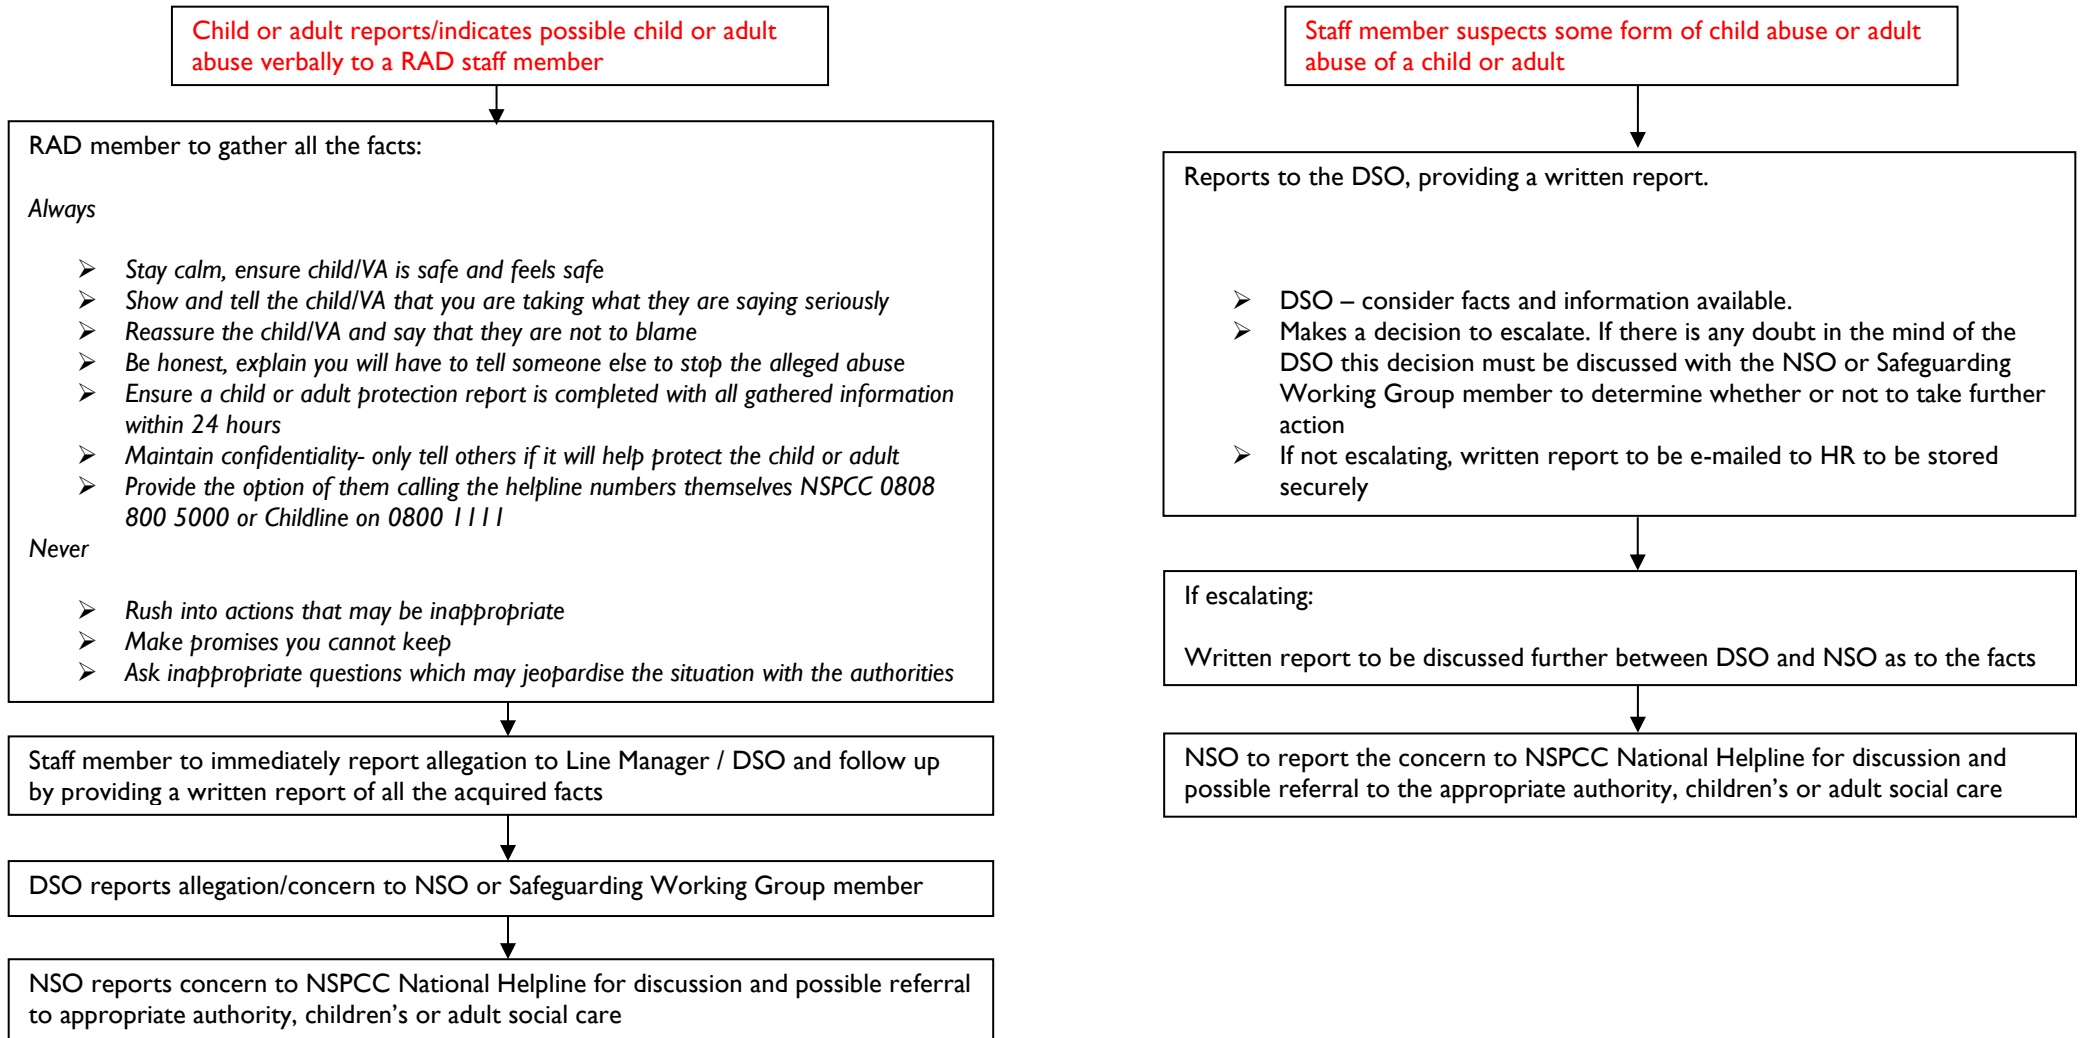 Child or adult reports/indicates possible child or adult
abuse verbally to a RAD staff member
RAD member to gather all the facts:
Always
➢ Stay calm, ensure child/VA is safe and feels safe
➢ Show and tell the child/VA that you are taking what they are saying seriously
➢ Reassure the child/VA and say that they are not to blame
➢ Be honest, explain you will have to tell someone else to stop the alleged abuse
➢ Ensure a child or adult protection report is completed with all gathered information
within 24 hours
➢ Maintain confidentiality- only tell others if it will help protect the child or adult
➢ Provide the option of them calling the helpline numbers themselves NSPCC 0808
800 5000 or Childline on 0800 1111
Never
➢ Rush into actions that may be inappropriate
➢ Make promises you cannot keep
➢ Ask inappropriate questions which may jeopardise the situation with the authorities
Staff member to immediately report allegation to Line Manager / DSO and follow up
by providing a written report of all the acquired facts
DSO reports allegation/concern to NSO or Safeguarding Working Group member
NSO reports concern to NSPCC National Helpline for discussion and possible referral
to appropriate authority, children's or adult social care
Staff member suspects some form of child abuse or adult
abuse of a child or adult
Reports to the DSO, providing a written report.
➢ DSO – consider facts and information available.
➢ Makes a decision to escalate. If there is any doubt in the mind of the
DSO this decision must be discussed with the NSO or Safeguarding
Working Group member to determine whether or not to take further
action
➢ If not escalating, written report to be e-mailed to HR to be stored
securely
If escalating:
Written report to be discussed further between DSO and NSO as to the facts
NSO to report the concern to NSPCC National Helpline for discussion and
possible referral to the appropriate authority, children's or adult social care